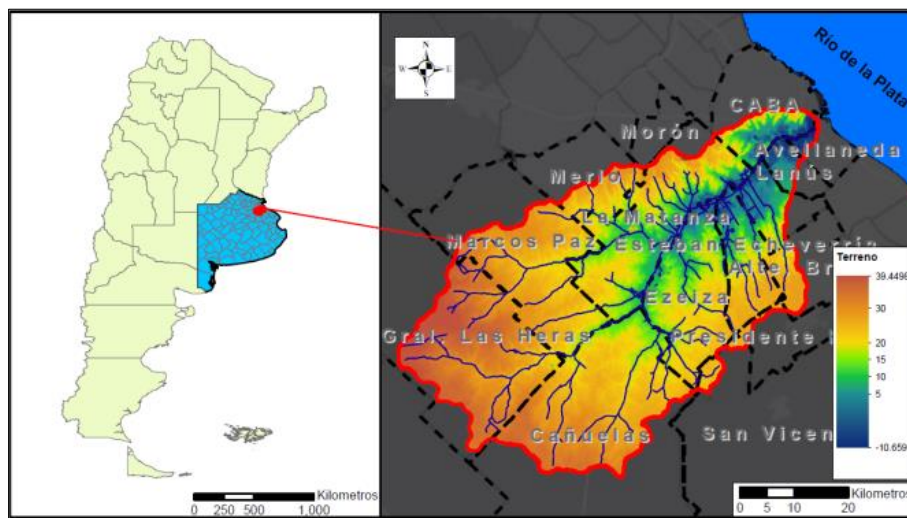 Kilometros
0 250 500 1,000
N
W E
S
Río de la Plata
CABA
Morón
Avellaneda
Lanús
Merlo
La Matanza
Marcos Paz
Esteban Echeverría
Almte. Br
Ezeiza
Gral. Las Heras
Presidente
Cañuelas
San Vicen
Terreno
39.4498
30
20
15
10
5
-10.659
Kilometros
0 5 10 20